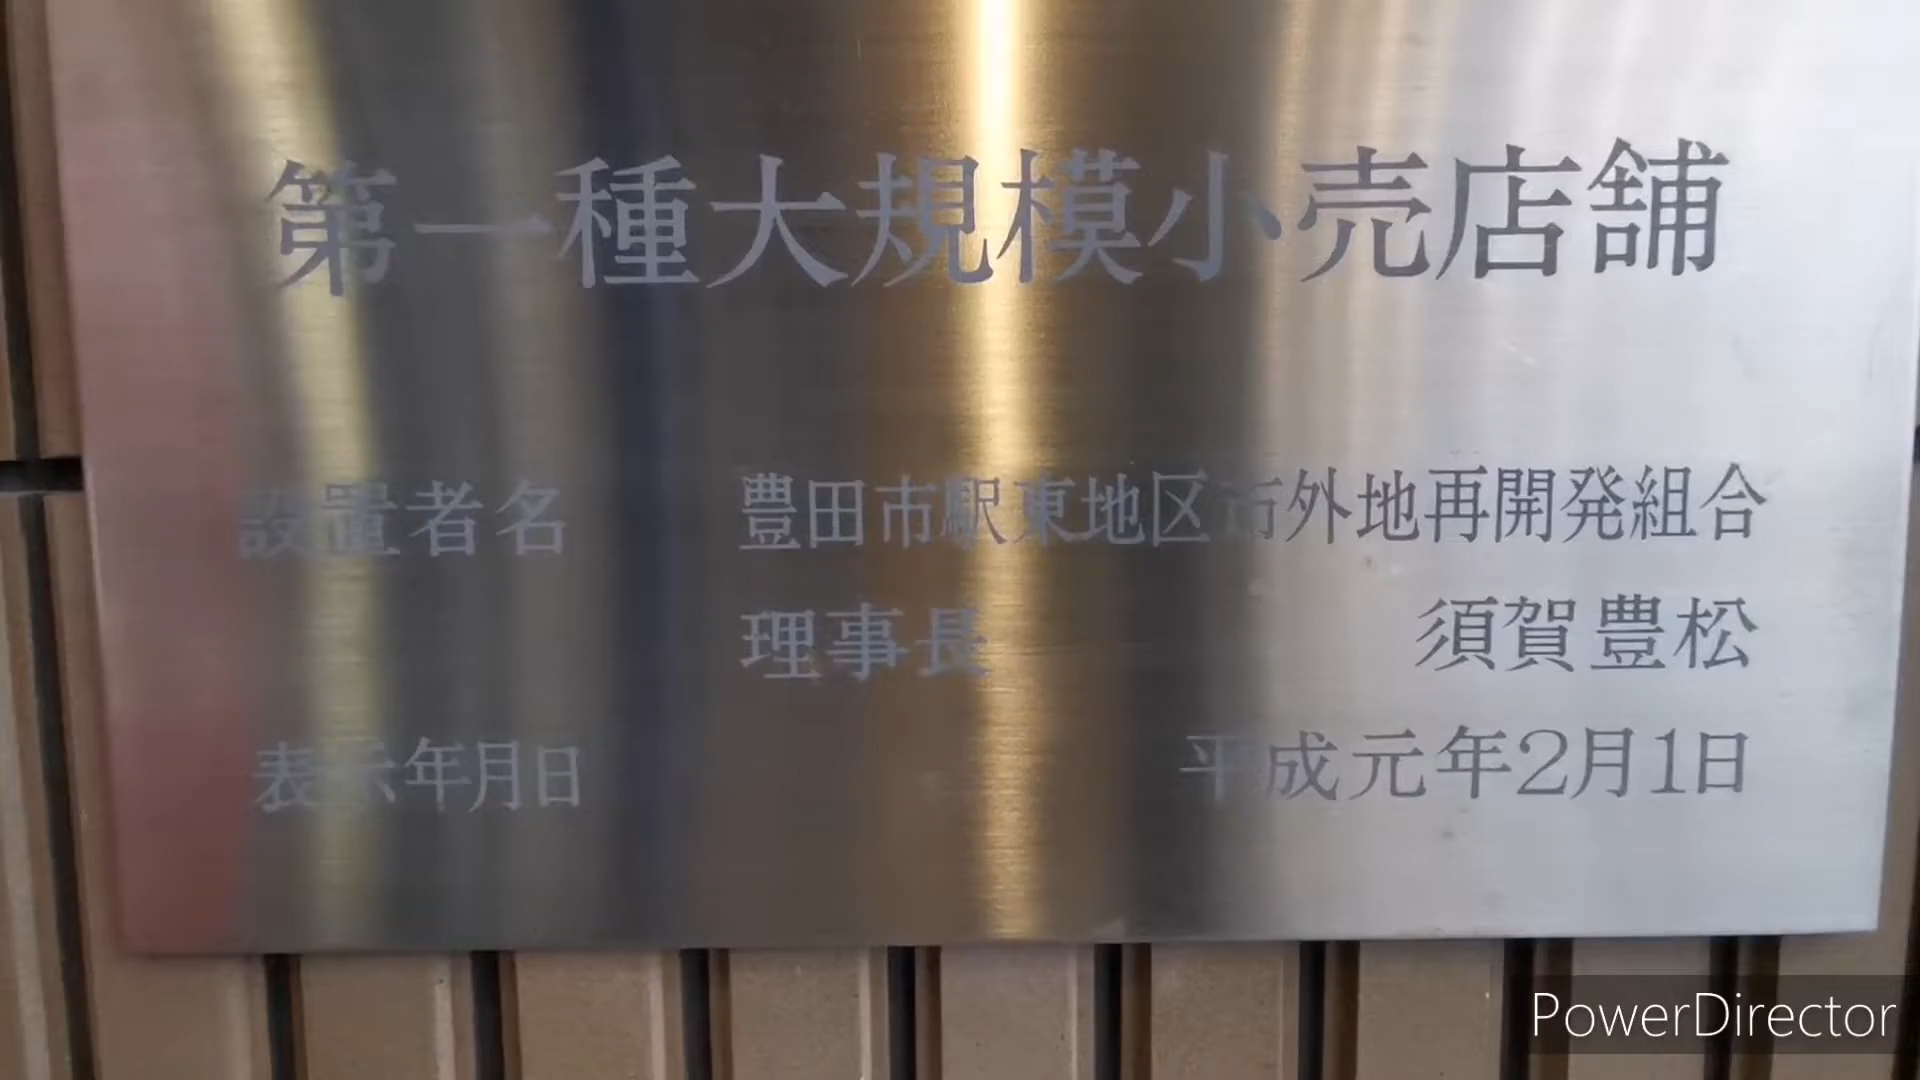 第一種大規模小売店舗
設置者名 豊田市駅東地区市外地再開発組合
理事長 須賀豊松
表示年月日 平成元年2月1日
PowerDirector